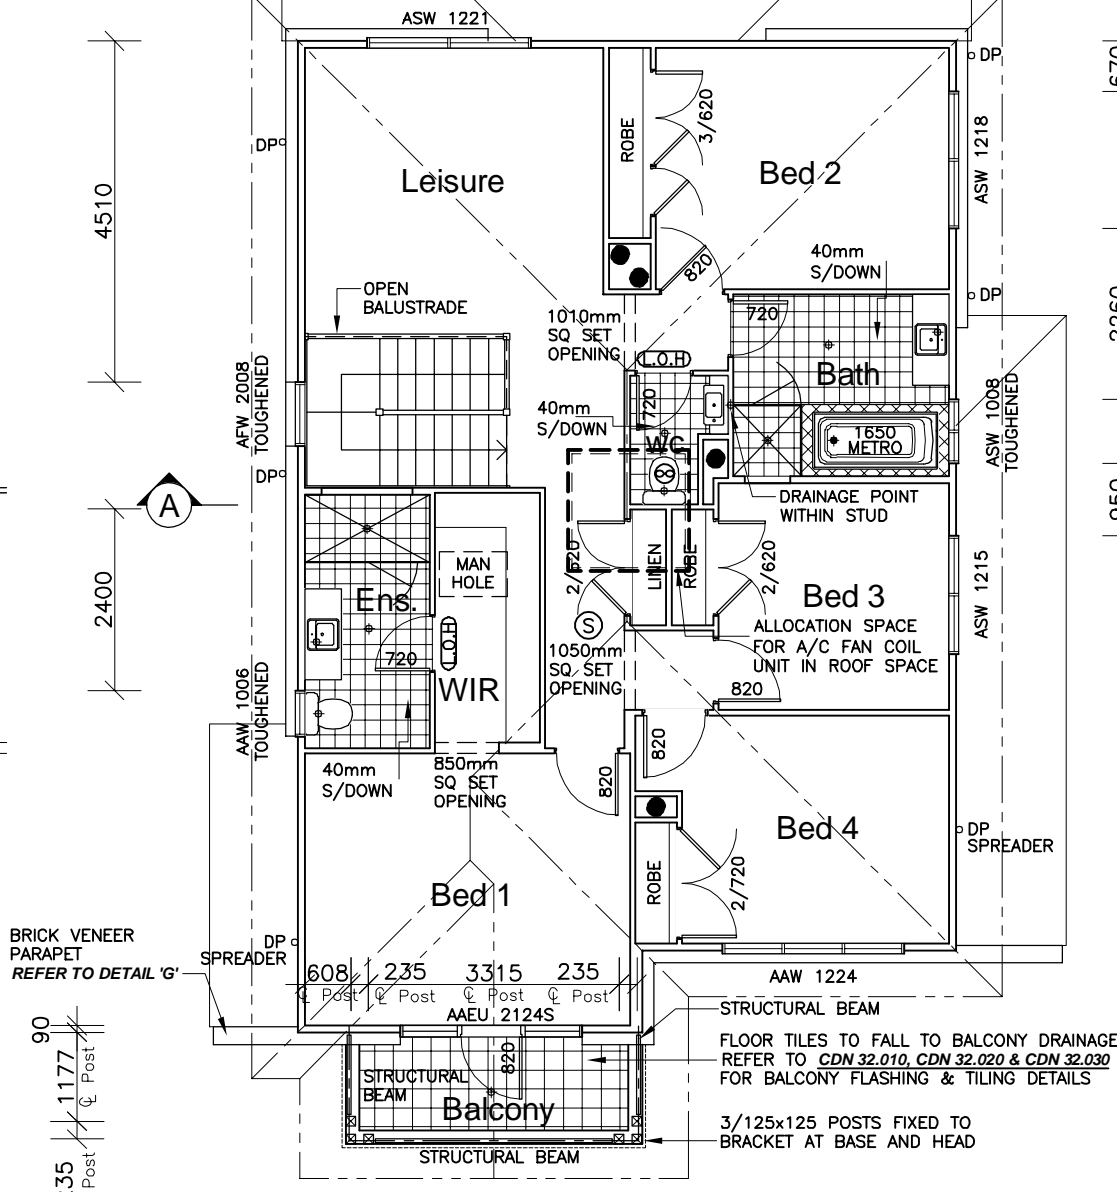 ASW 1221
DP
670
DP
ROBE
3/620
Bed 2
ASW 1218
Leisure
4510
820
40mm
S/DOWN
OPEN
BALUSTRADE
DP
1010mm
SQ SET
OPENING
720
L.O.H
Bath
AFW 2008
TOUGHENED
720
40mm
S/DOWN
WC
1650
METRO
ASW 1008
TOUGHENED
DP
A
DRAINAGE POINT
WITHIN STUD
950
MAN
HOLE
2/620
LINEN
ROBE
2/620
2400
Ens.
Bed 3
ASW 1215
S
ALLOCATION SPACE
FOR A/C FAN COIL
UNIT IN ROOF SPACE
L.O.H
720
1050mm
SQ SET
OPENING
WIR
820
AAW 1006
TOUGHENED
820
40mm
S/DOWN
850mm
SQ SET
OPENING
820
Bed 4
DP
SPREADER
ROBE
2/720
Bed 1
BRICK VENEER
PARAPET
REFER TO DETAIL 'G'
DP
SPREADER
608 235 3315 235
℄ Post ℄ Post ℄ Post ℄ Post
AAW 1224
AAEU 2124S
STRUCTURAL BEAM
90
1177
℄ Post
820
FLOOR TILES TO FALL TO BALCONY DRAINAGE
REFER TO CDN 32.010, CDN 32.020 & CDN 32.030
FOR BALCONY FLASHING & TILING DETAILS
STRUCTURAL
BEAM
Balcony
3/125x125 POSTS FIXED TO
BRACKET AT BASE AND HEAD
STRUCTURAL BEAM
235
Post